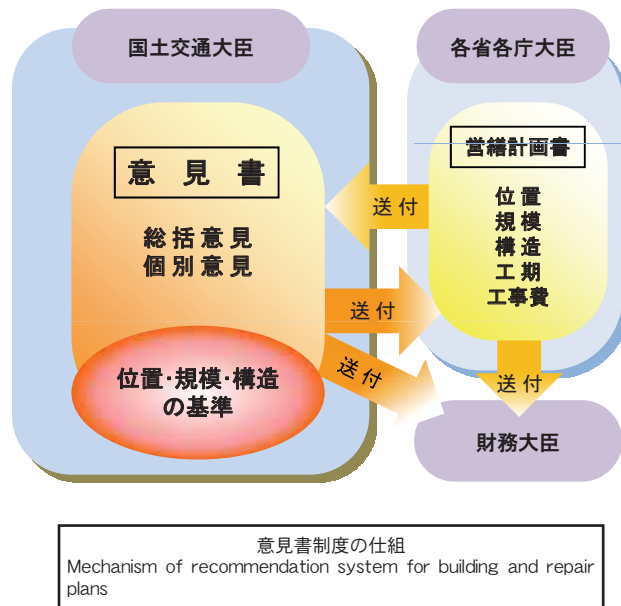 国土交通大臣
各省各庁大臣
意見書
総括意見
個別意見
位置・規模・構造
の基準
営繕計画書
位置
規模
構造
工期
工事費
送付
送付
送付
送付
財務大臣
意見書制度の仕組
Mechanism of recommendation system for building and repair
plans